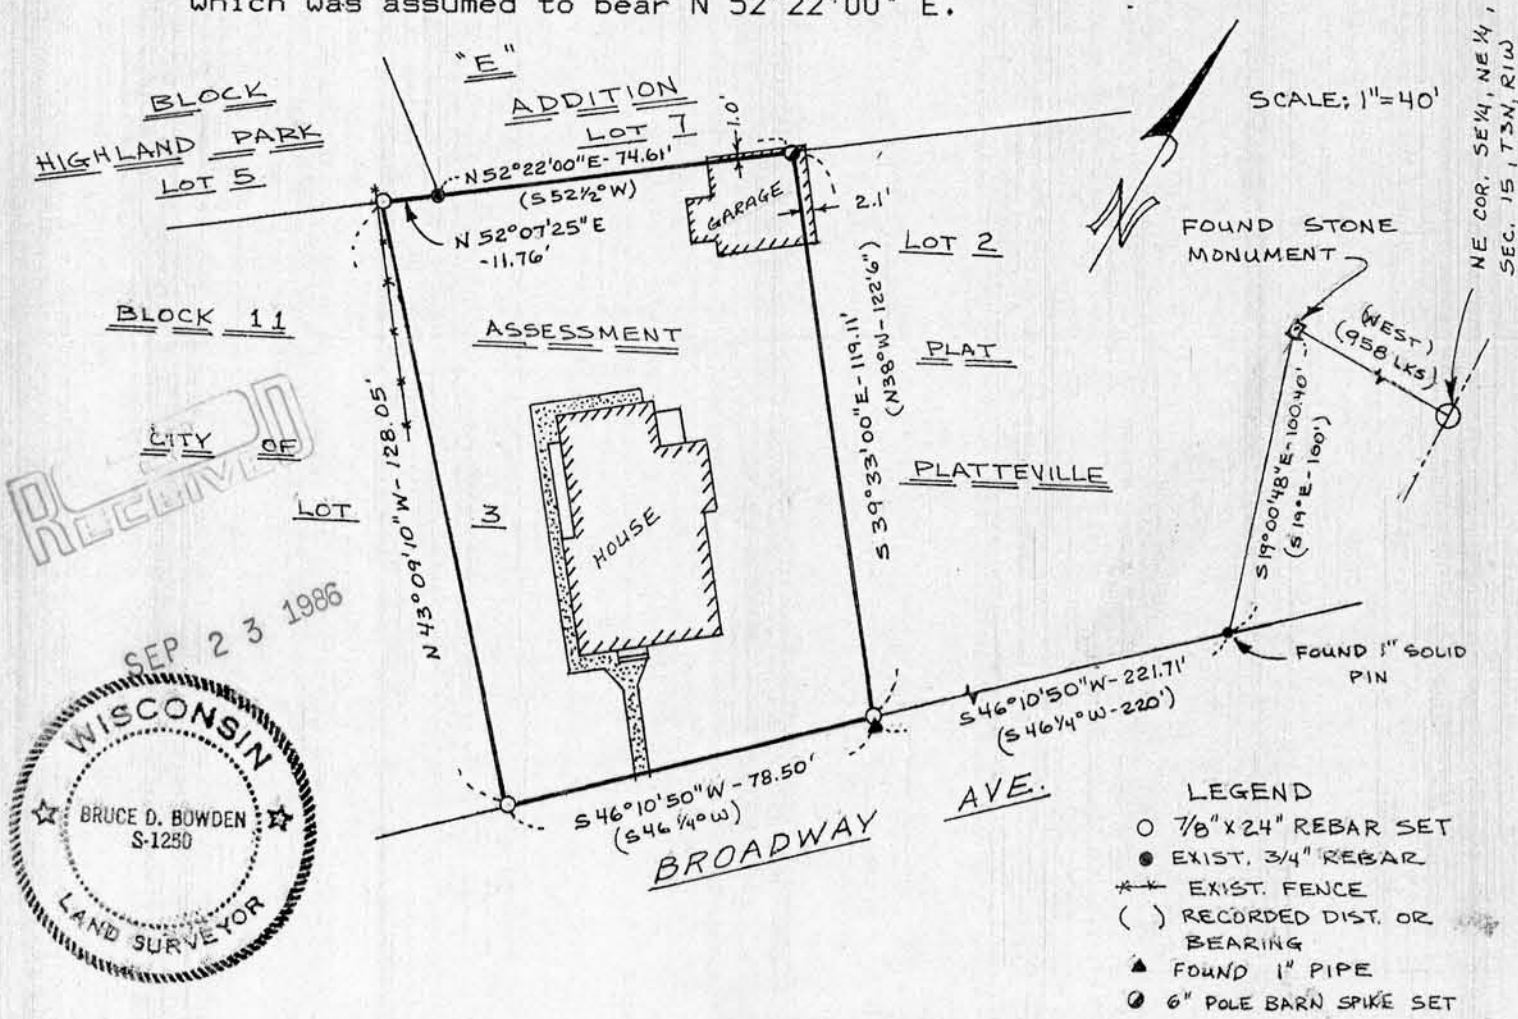 which was assumed to bear N 52°22'00" E.
"E"
BLOCK
HIGHLAND PARK
LOT 5
ADDITION
LOT 7
1.0'
SCALE: 1"=40'
NE COR. SE¼, NE¼,
SEC. 15, T3N, R1W
N 52°22'00"E - 74.61'
(S 52½°W)
N 52°07'25"E
-11.76'
GARAGE
2.1'
N
LOT 2
FOUND STONE
MONUMENT
(WEST)
(958 LKS)
BLOCK 11
ASSESSMENT
PLAT
CITY OF
PLATTEVILLE
LOT 3
HOUSE
N 43°09'10"W - 128.05'
S 39°33'00"E - 119.11'
(N38°W - 122'6")
S 19°00'48"E - 100.40'
(S 19°E - 100')
RECEIVED
SEP 23 1986
FOUND 1" SOLID
PIN
S 46°10'50"W - 221.71'
(S 46¼°W - 220')
S 46°10'50"W - 78.50'
(S46¼°W)
BROADWAY AVE.
WISCONSIN
BRUCE D. BOWDEN
S-1250
LAND SURVEYOR
LEGEND
7/8" X 24" REBAR SET
EXIST. 3/4" REBAR
EXIST. FENCE
( ) RECORDED DIST. OR
BEARING
FOUND 1" PIPE
6" POLE BARN SPIKE SET